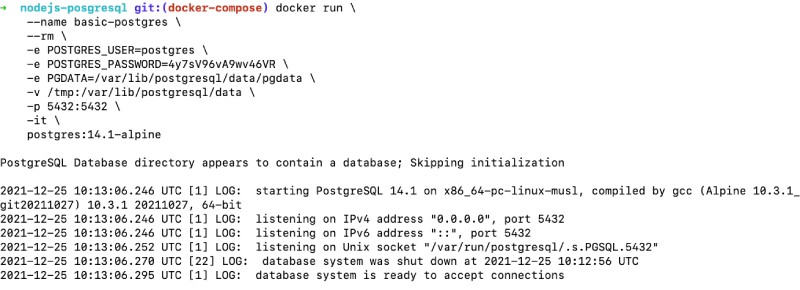 ➜  nodejs-posgresql git:(docker-compose) docker run \
    --name basic-postgres \
    --rm \
    -e POSTGRES_USER=postgres \
    -e POSTGRES_PASSWORD=4y7sV96vA9wv46VR \
    -e PGDATA=/var/lib/postgresql/data/pgdata \
    -v /tmp:/var/lib/postgresql/data \
    -p 5432:5432 \
    -it \
    postgres:14.1-alpine
PostgreSQL Database directory appears to contain a database; Skipping initialization
2021-12-25 10:13:06.246 UTC [1] LOG:  starting PostgreSQL 14.1 on x86_64-pc-linux-musl, compiled by gcc (Alpine 10.3.1_
git20211027) 10.3.1 20211027, 64-bit
2021-12-25 10:13:06.246 UTC [1] LOG:  listening on IPv4 address "0.0.0.0", port 5432
2021-12-25 10:13:06.246 UTC [1] LOG:  listening on IPv6 address "::", port 5432
2021-12-25 10:13:06.252 UTC [1] LOG:  listening on Unix socket "/var/run/postgresql/.s.PGSQL.5432"
2021-12-25 10:13:06.270 UTC [22] LOG:  database system was shut down at 2021-12-25 10:12:56 UTC
2021-12-25 10:13:06.295 UTC [1] LOG:  database system is ready to accept connections